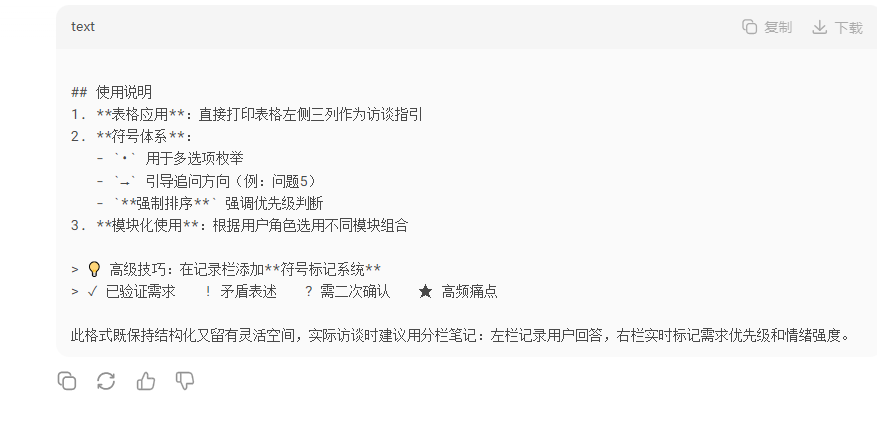 text
复制
下载
## 使用说明
1. **表格应用**：直接打印表格左侧三列作为访谈指引
2. **符号体系**：
   - `•` 用于多选项枚举
   - `→` 引导追问方向（例：问题5）
   - `**强制排序**` 强调优先级判断
3. **模块化使用**：根据用户角色选用不同模块组合
> 💡 高级技巧：在记录栏添加**符号标记系统**
> ✓ 已验证需求 ! 矛盾表述 ? 需二次确认 ★ 高频痛点
此格式既保持结构化又留有灵活空间，实际访谈时建议用分栏笔记：左栏记录用户回答，右栏实时标记需求优先级和情绪强度。